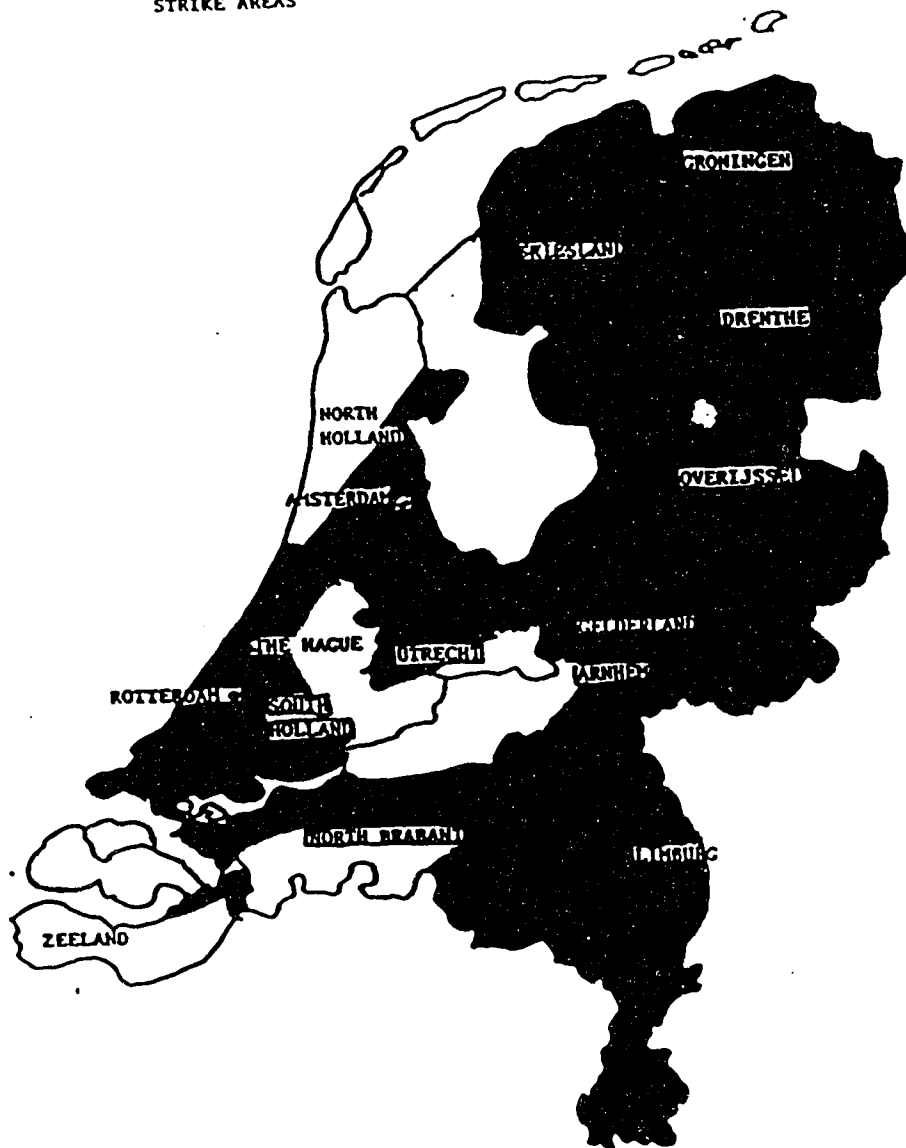 STRIKE AREAS
GRONINGEN
FRIESLAND
DRENTHE
NORTH
HOLLAND
OVERIJSSEL
AMSTERDAM
GELDERLAND
THE HAGUE
UTRECHT
ARNHEM
ROTTERDAM
SOUTH
HOLLAND
NORTH BRABANT
LIMBURG
ZEELAND